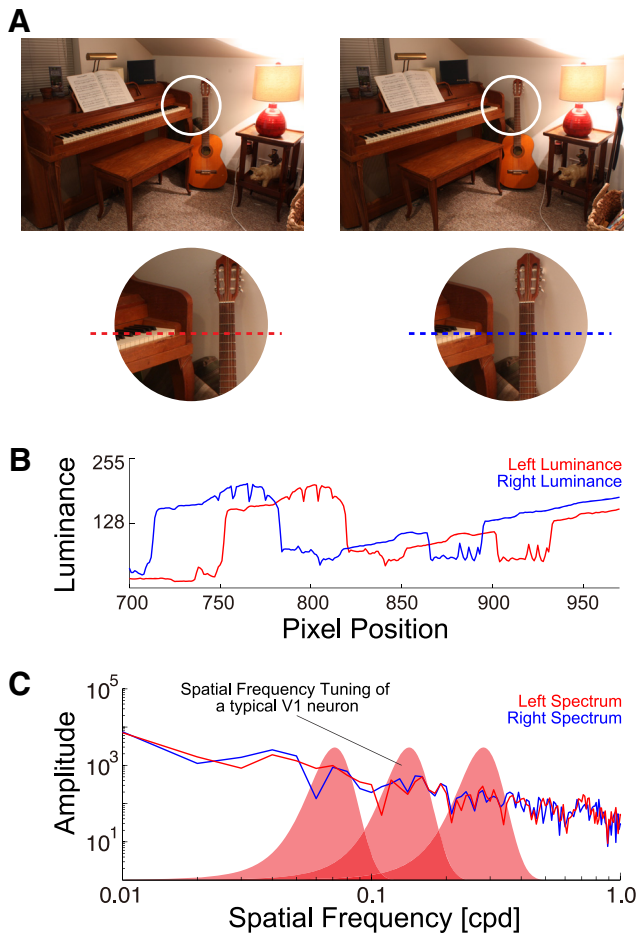 A
B
Left Luminance
Right Luminance
Luminance
255
128
700
750
800
850
900
950
Pixel Position
C
Spatial Frequency Tuning of
a typical V1 neuron
Left Spectrum
Right Spectrum
Amplitude
10^5
10^3
10^1
0.01
0.1
1.0
Spatial Frequency [cpd]